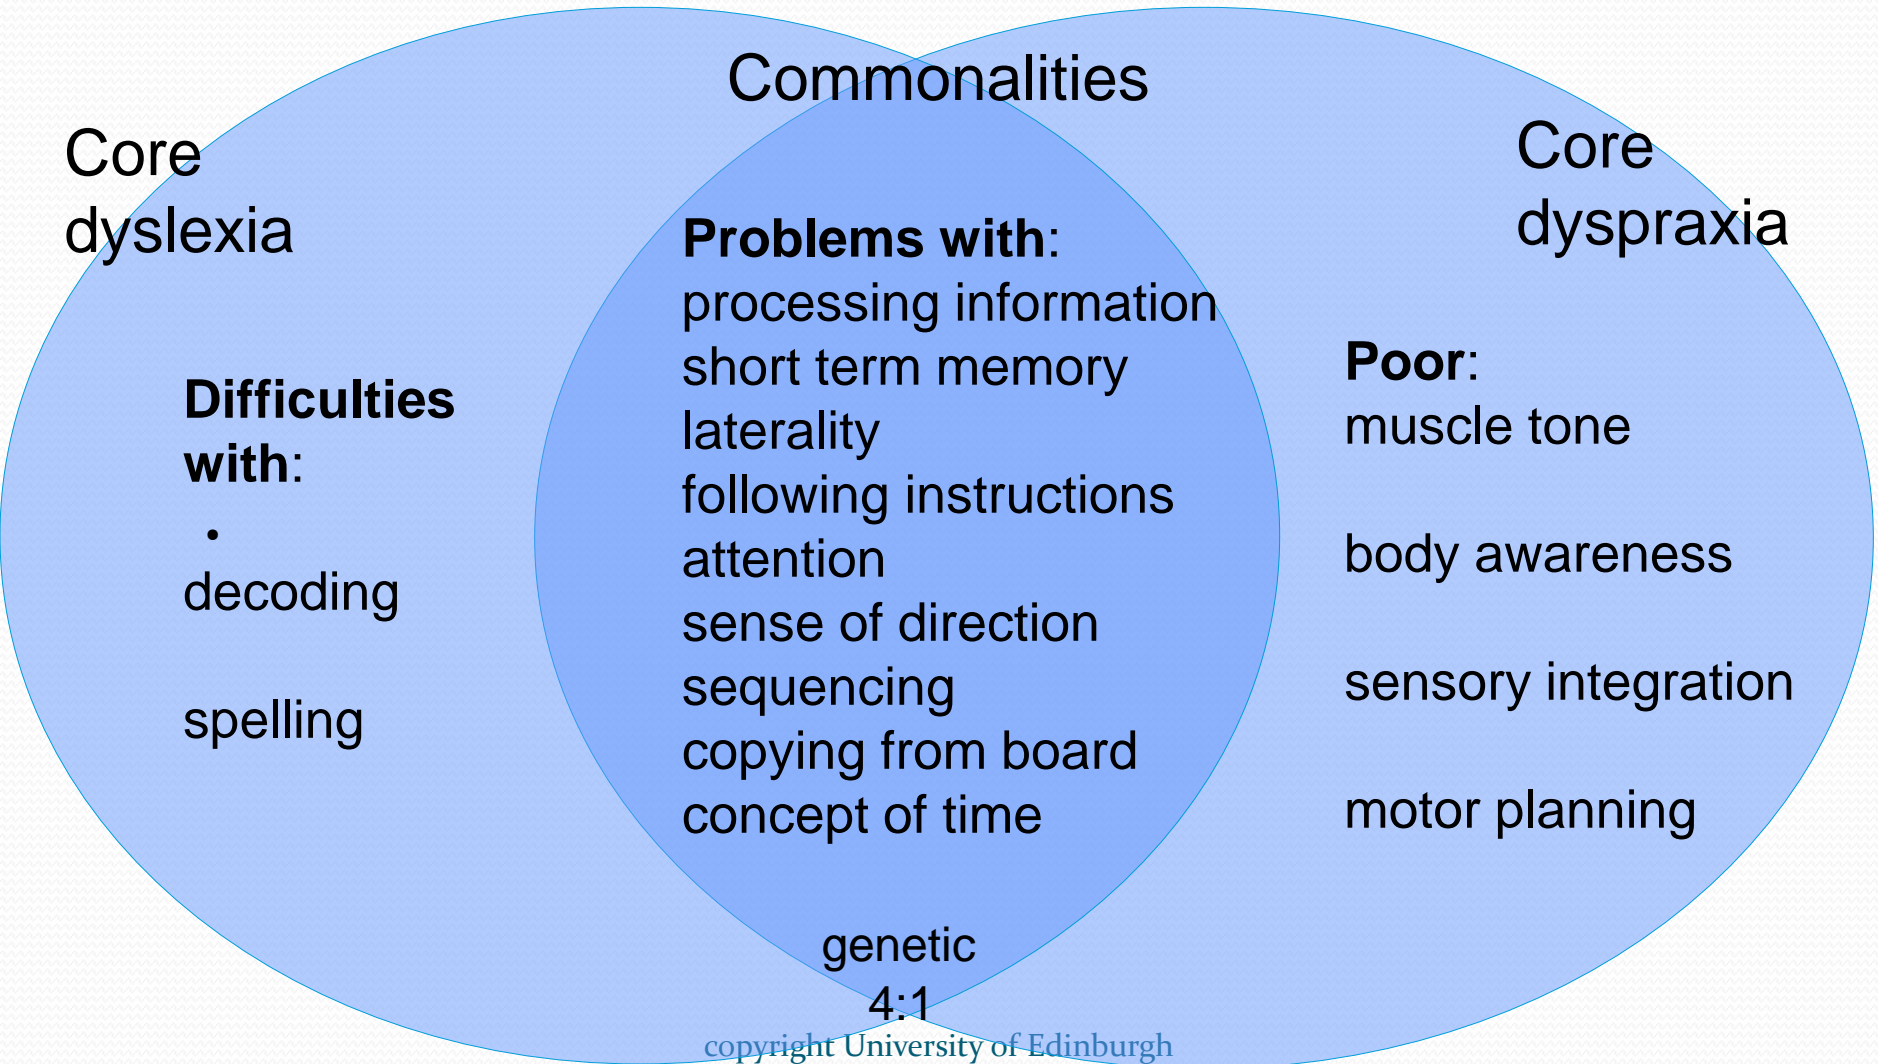 Commonalities
Core
dyslexia
Difficulties
with:
•
decoding
spelling
Problems with:
processing information
short term memory
laterality
following instructions
attention
sense of direction
sequencing
copying from board
concept of time
genetic
4:1
Core
dyspraxia
Poor:
muscle tone
body awareness
sensory integration
motor planning
copyright University of Edinburgh